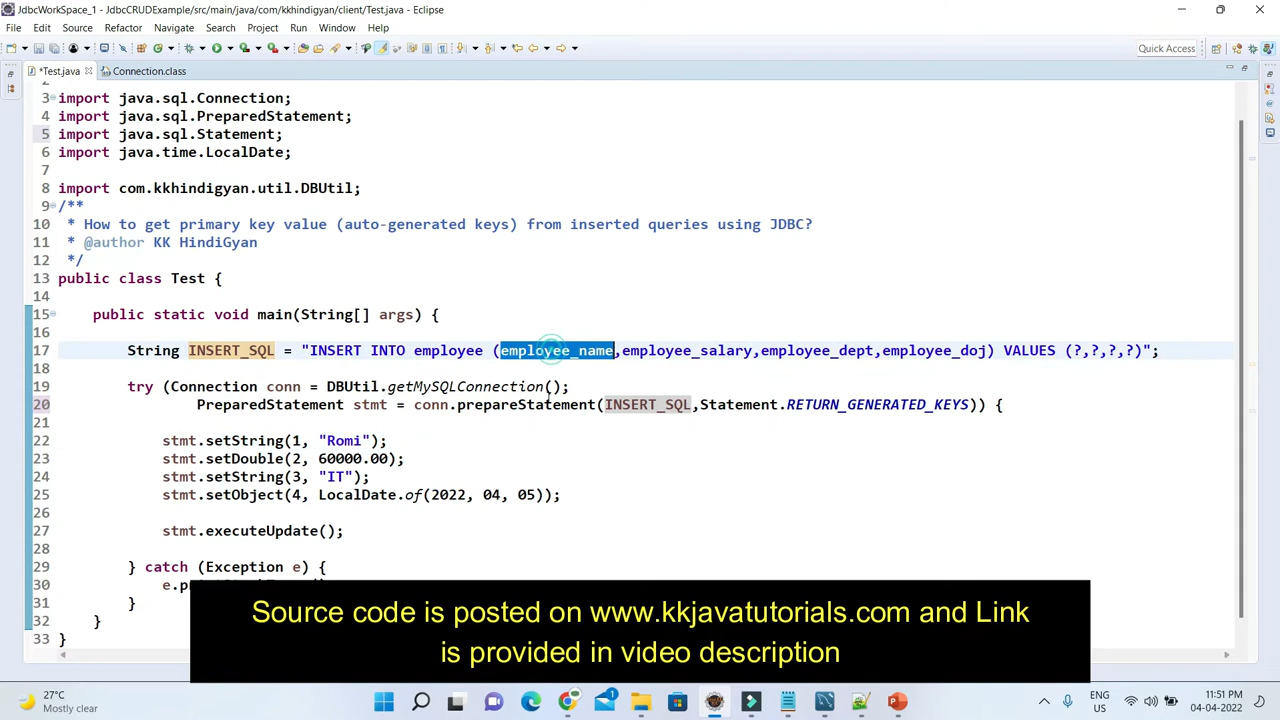 JdbcWorkSpace_1 - JdbcCRUDExample/src/main/java/com/kkhindigyan/client/Test.java - Eclipse
File Edit Source Refactor Navigate Search Project Run Window Help
Quick Access
*Test.java Connection.class
2
3 import java.sql.Connection;
4 import java.sql.PreparedStatement;
5 import java.sql.Statement;
6 import java.time.LocalDate;
7
8 import com.kkhindigyan.util.DBUtil;
9 /**
10 * How to get primary key value (auto-generated keys) from inserted queries using JDBC?
11 * @author KK HindiGyan
12 */
13 public class Test {
14
15 public static void main(String[] args) {
16
17 String INSERT_SQL = "INSERT INTO employee (employee_name,employee_salary,employee_dept,employee_doj) VALUES (?,?,?,?)";
18
19 try (Connection conn = DBUtil.getMySQLConnection();
20 PreparedStatement stmt = conn.prepareStatement(INSERT_SQL,Statement.RETURN_GENERATED_KEYS)) {
21
22 stmt.setString(1, "Romi");
23 stmt.setDouble(2, 60000.00);
24 stmt.setString(3, "IT");
25 stmt.setObject(4, LocalDate.of(2022, 04, 05));
26
27 stmt.executeUpdate();
28
29 } catch (Exception e) {
30
31 }
32 }
33 }
Source code is posted on www.kkjavatutorials.com and Link
is provided in video description
27°C
Mostly clear
ENG
US
11:51 PM
04-04-2022